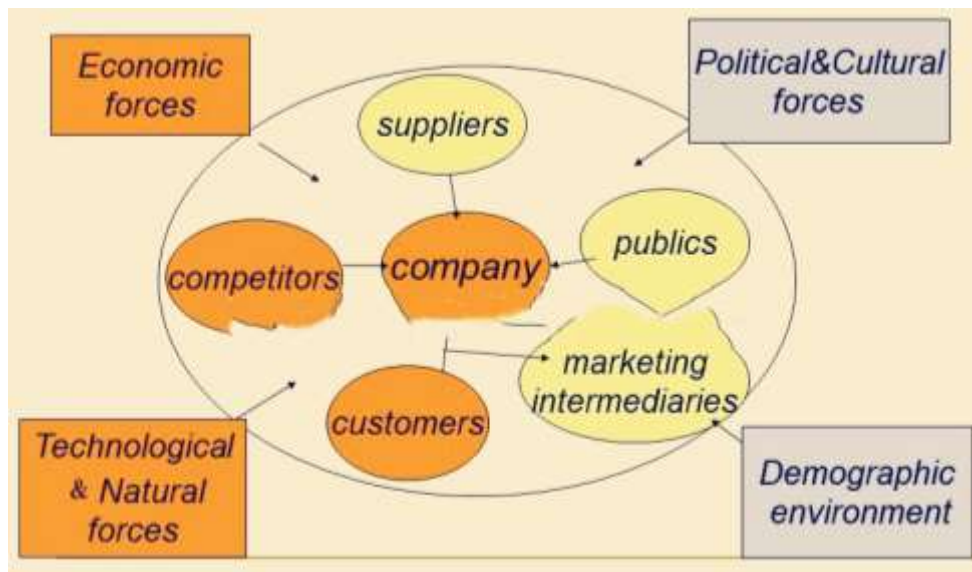 Economic
forces
Political&Cultural
forces
suppliers
publics
competitors
company
marketing
intermediaries
customers
Technological
& Natural
forces
Demographic
environment